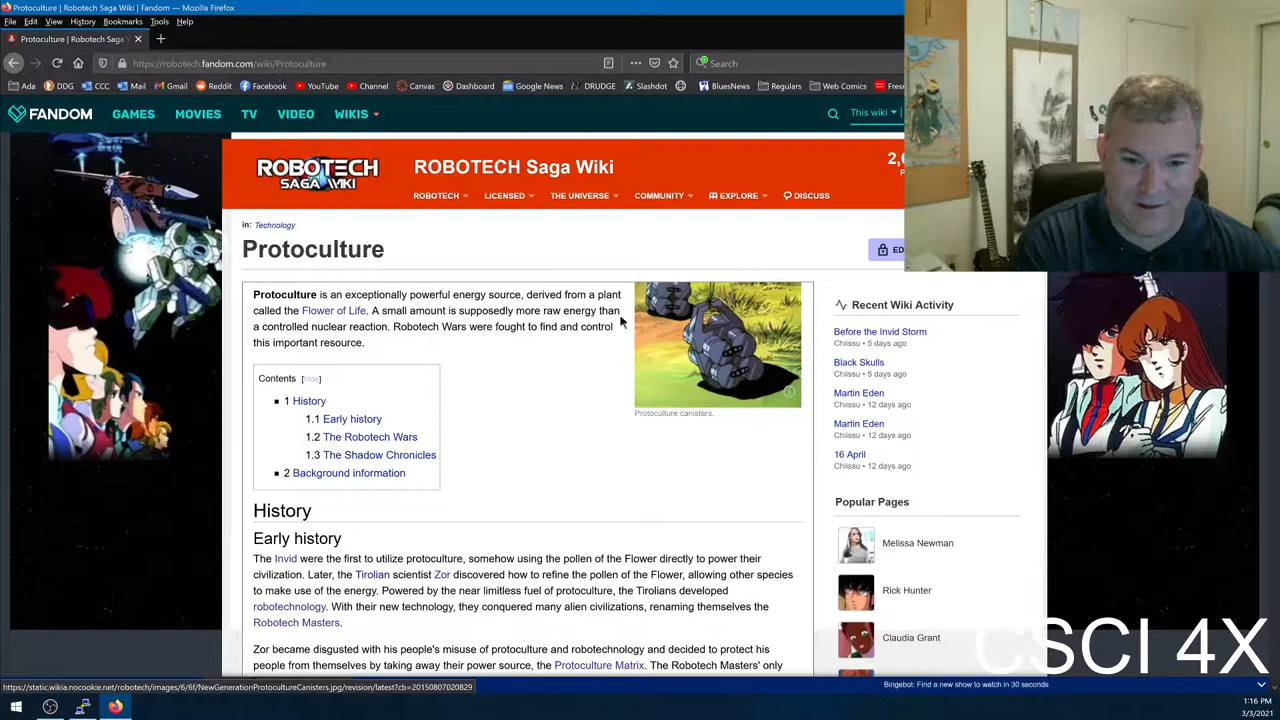 Protoculture | Robotech Saga Wiki | Fandom — Mozilla Firefox
File Edit View History Bookmarks Tools Help
Protoculture | Robotech Saga Wiki
https://robotech.fandom.com/wiki/Protoculture
Search
Ada DDG CCC Mail Gmail Reddit Facebook YouTube Channel Canvas Dashboard Google News DRUDGE Slashdot BluesNews Regulars Web Comics
FANDOM GAMES MOVIES TV VIDEO WIKIS This wiki
ROBOTECH
SAGA WIKI
ROBOTECH Saga Wiki
ROBOTECH LICENSED THE UNIVERSE COMMUNITY EXPLORE DISCUSS
in: Technology
Protoculture
Protoculture is an exceptionally powerful energy source, derived from a plant
called the Flower of Life. A small amount is supposedly more raw energy than
a controlled nuclear reaction. Robotech Wars were fought to find and control
this important resource.
Protoculture canisters.
Contents [hide]
1 History
1.1 Early history
1.2 The Robotech Wars
1.3 The Shadow Chronicles
2 Background information
History
Early history
The Invid were the first to utilize protoculture, somehow using the pollen of the Flower directly to power their
civilization. Later, the Tirolian scientist Zor discovered how to refine the pollen of the Flower, allowing other species
to make use of the energy. Powered by the near limitless fuel of protoculture, the Tirolians developed
robotechnology. With their new technology, they conquered many alien civilizations, renaming themselves the
Robotech Masters.
Zor became disgusted with his people's misuse of protoculture and robotechnology and decided to protect his
people from themselves by taking away their power source, the Protoculture Matrix. The Robotech Masters' only
Recent Wiki Activity
Before the Invid Storm
Chiissu • 5 days ago
Black Skulls
Chiissu • 5 days ago
Martin Eden
Chiissu • 12 days ago
Martin Eden
Chiissu • 12 days ago
16 April
Chiissu • 12 days ago
Popular Pages
Melissa Newman
Rick Hunter
Claudia Grant
CSCI 4X
https://static.wikia.nocookie.net/robotech/images/6/6f/NewGenerationProtocultureCanisters.jpg/revision/latest?cb=20150807020829
Bingebot: Find a new show to watch in 30 seconds
1:16 PM
3/3/2021